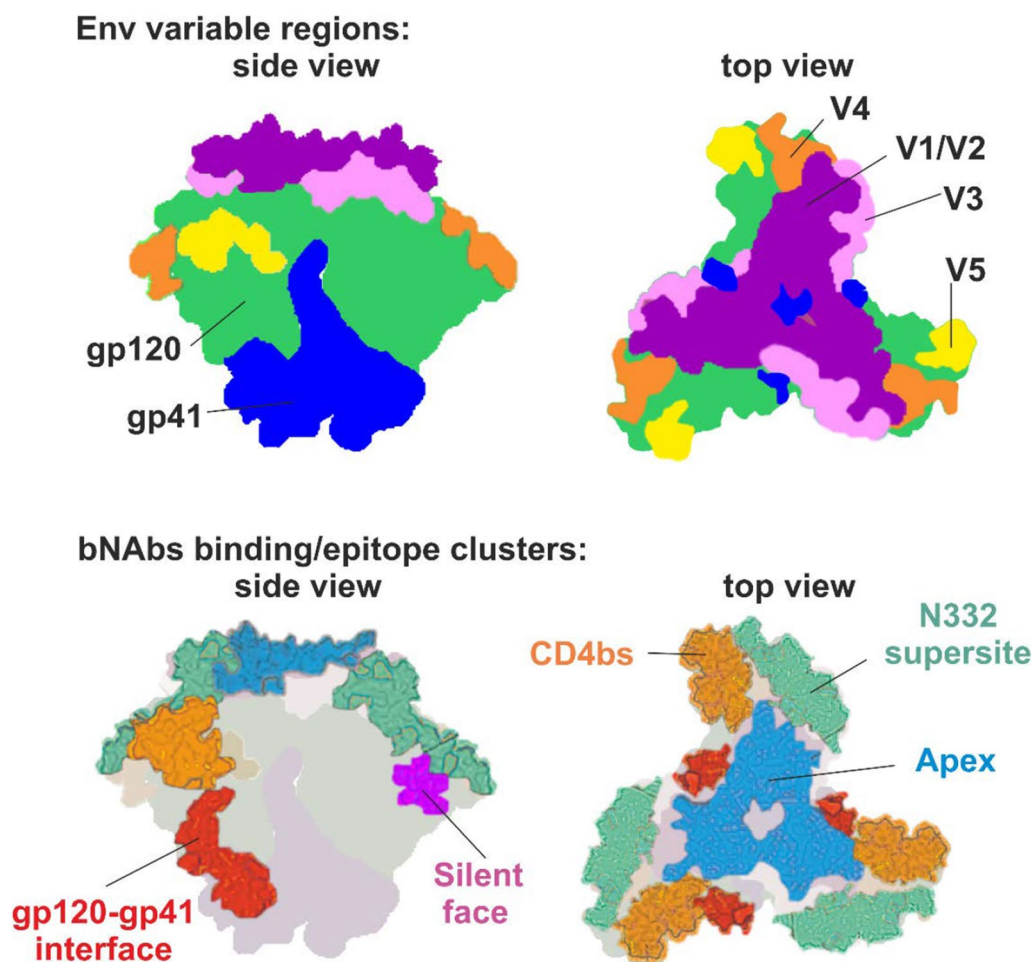 Env variable regions:
side view
top view
V4
V1/V2
V3
V5
gp120
gp41
bNAbs binding/epitope clusters:
side view
top view
N332
supersite
CD4bs
Apex
Silent
face
gp120-gp41
interface